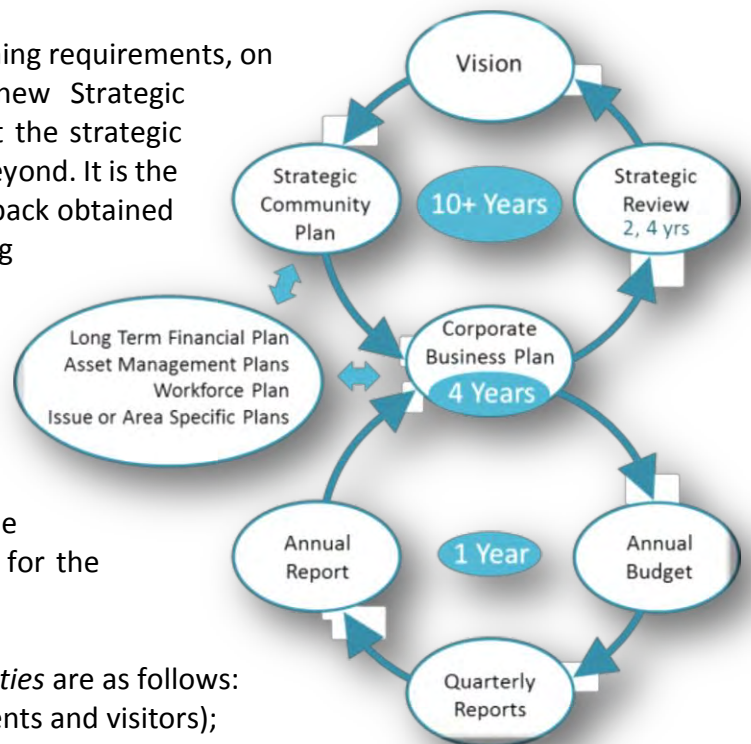 ning requirements, on
new Strategic
t the strategic
eyond. It is the
back obtained
g
e
for the
ties are as follows:
ents and visitors);
Vision
Strategic
Community
Plan
10+ Years
Strategic
Review
2, 4 yrs
Long Term Financial Plan
Asset Management Plans
Workforce Plan
Issue or Area Specific Plans
Corporate
Business Plan
4 Years
Annual
Report
1 Year
Annual
Budget
Quarterly
Reports